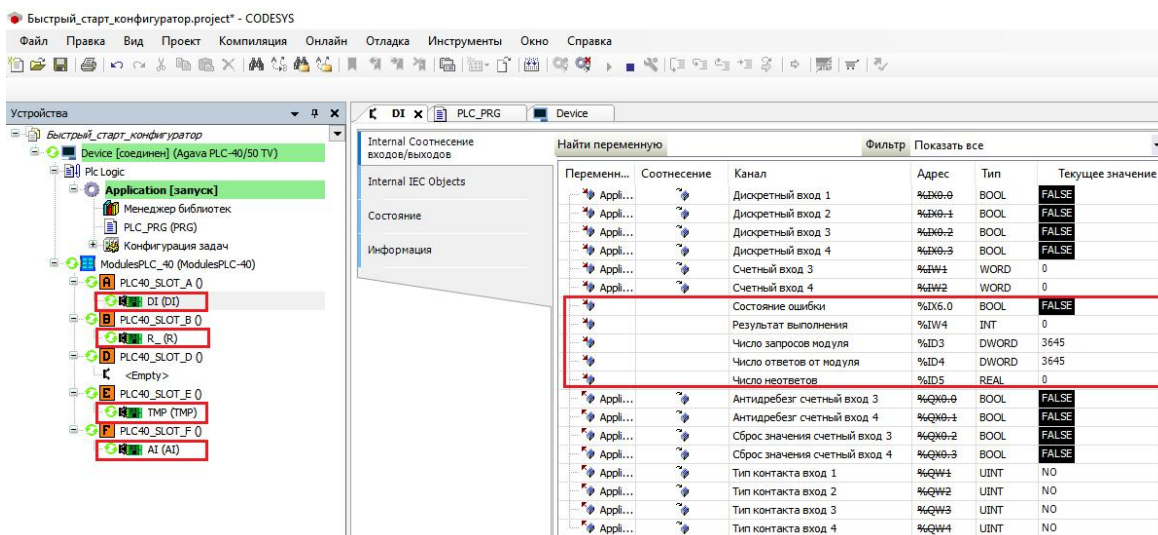 Быстрый_старт_конфигуратор.project* - CODESYS
Файл Правка Вид Проект Компиляция Онлайн Отладка Инструменты Окно Справка
Устройства
Быстрый_старт_конфигуратор
Device [соединен] (Agava PLC-40/50 TV)
Plc Logic
Application [запуск]
Менеджер библиотек
PLC_PRG (PRG)
Конфигурация задач
ModulesPLC_40 (ModulesPLC-40)
A PLC40_SLOT_A ()
DI (DI)
B PLC40_SLOT_B ()
R_ (R)
D PLC40_SLOT_D ()
<Empty>
E PLC40_SLOT_E ()
TMP (TMP)
F PLC40_SLOT_F ()
AI (AI)
DI PLC_PRG Device
Internal Соотнесение
входов/выходов
Internal IEC Objects
Состояние
Информация
Найти переменную Фильтр Показать все
Переменн... Соотнесение Канал Адрес Тип Текущее значение
Appli... Дискретный вход 1 %IX0.0 BOOL FALSE
Appli... Дискретный вход 2 %IX0.1 BOOL FALSE
Appli... Дискретный вход 3 %IX0.2 BOOL FALSE
Appli... Дискретный вход 4 %IX0.3 BOOL FALSE
Appli... Счетный вход 3 %IW1 WORD 0
Appli... Счетный вход 4 %IW2 WORD 0
Состояние ошибки %IX6.0 BOOL FALSE
Результат выполнения %IW4 INT 0
Число запросов модуля %ID3 DWORD 3645
Число ответов от модуля %ID4 DWORD 3645
Число неответов %ID5 REAL 0
Appli... Антидребезг счетный вход 3 %QX0.0 BOOL FALSE
Appli... Антидребезг счетный вход 4 %QX0.1 BOOL FALSE
Appli... Сброс значения счетный вход 3 %QX0.2 BOOL FALSE
Appli... Сброс значения счетный вход 4 %QX0.3 BOOL FALSE
Appli... Тип контакта вход 1 %QW1 UINT NO
Appli... Тип контакта вход 2 %QW2 UINT NO
Appli... Тип контакта вход 3 %QW3 UINT NO
Appli... Тип контакта вход 4 %QW4 UINT NO